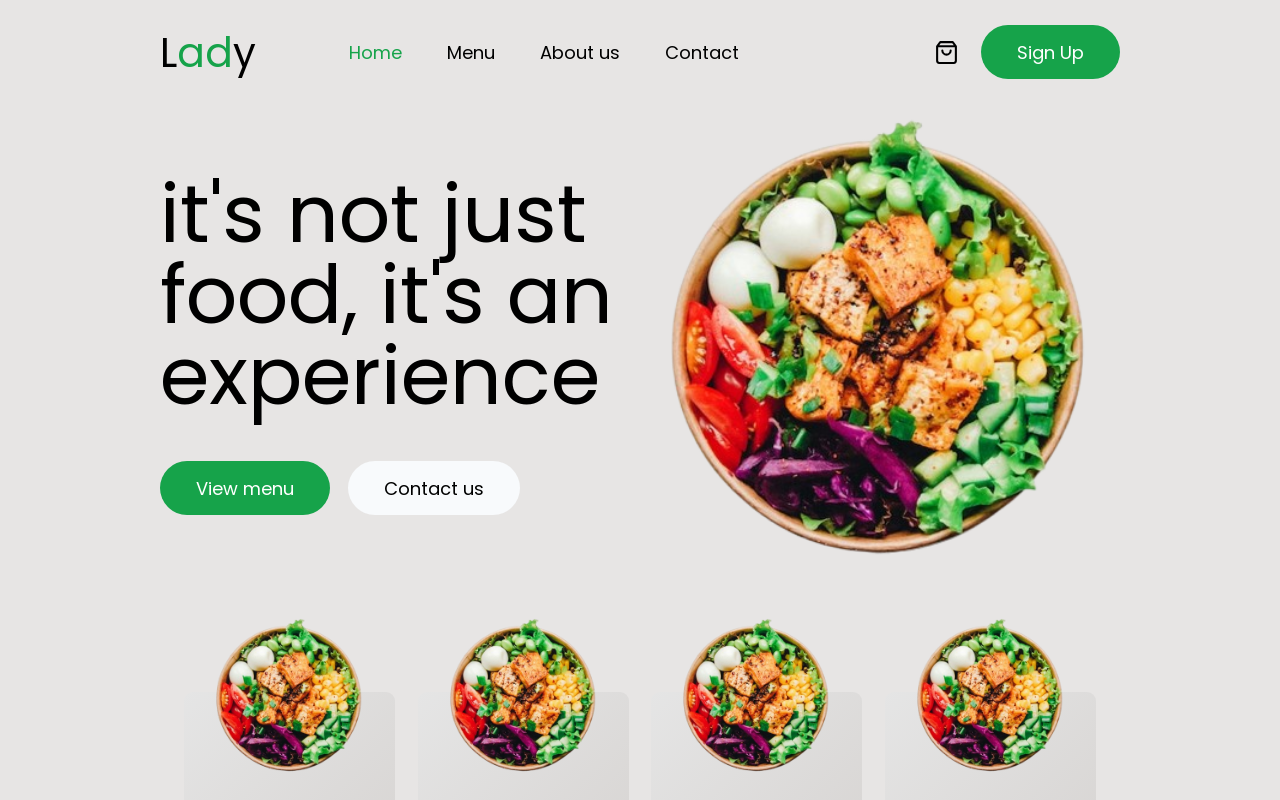 Lady
Home
Menu
About us
Contact
Sign Up
it's not just
food, it's an
experience
View menu
Contact us